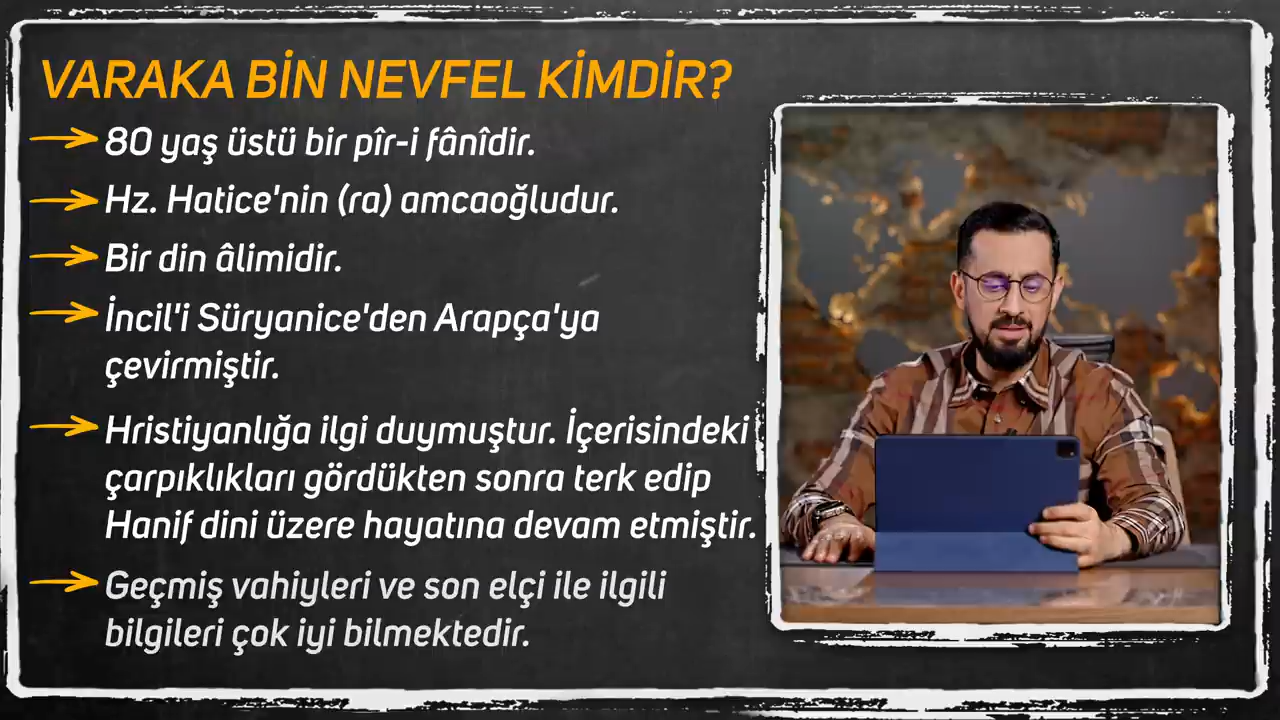 VARAKA BİN NEVFEL KİMDİR?
80 yaş üstü bir pîr-i fânîdir.
Hz. Hatice'nin (ra) amcaoğludur.
Bir din âlimidir.
İncil'i Süryanice'den Arapça'ya
çevirmiştir.
Hristiyanlığa ilgi duymuştur. İçerisindeki
çarpıklıkları gördükten sonra terk edip
Hanif dini üzere hayatına devam etmiştir.
Geçmiş vahiyleri ve son elçi ile ilgili
bilgileri çok iyi bilmektedir.